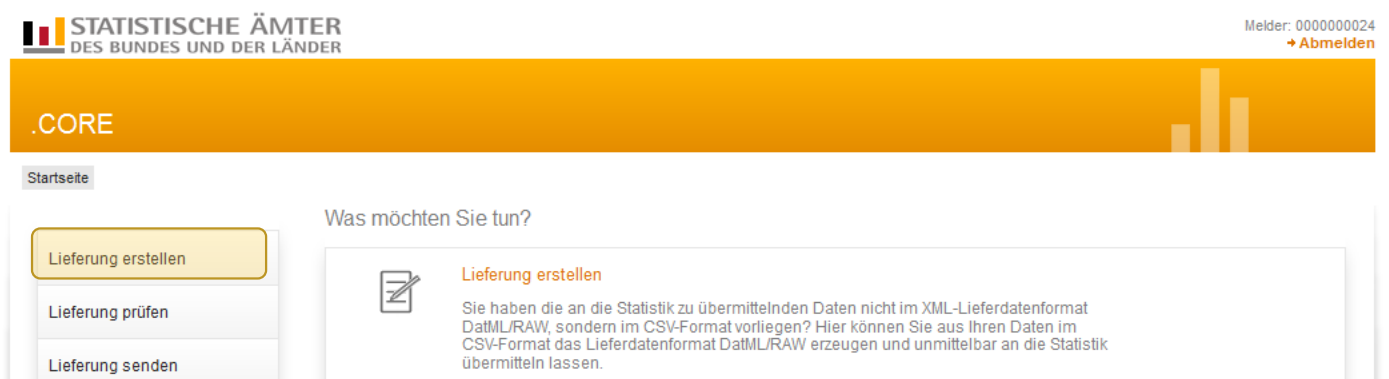 STATISTISCHE ÄMTER
DES BUNDES UND DER LÄNDER
Melder: 0000000024
Abmelden
.CORE
Startseite
Lieferung erstellen
Lieferung prüfen
Lieferung senden
Was möchten Sie tun?
Lieferung erstellen
Sie haben die an die Statistik zu übermittelnden Daten nicht im XML-Lieferdatenformat
DatML/RAW, sondern im CSV-Format vorliegen? Hier können Sie aus Ihren Daten im
CSV-Format das Lieferdatenformat DatML/RAW erzeugen und unmittelbar an die Statistik
übermitteln lassen.